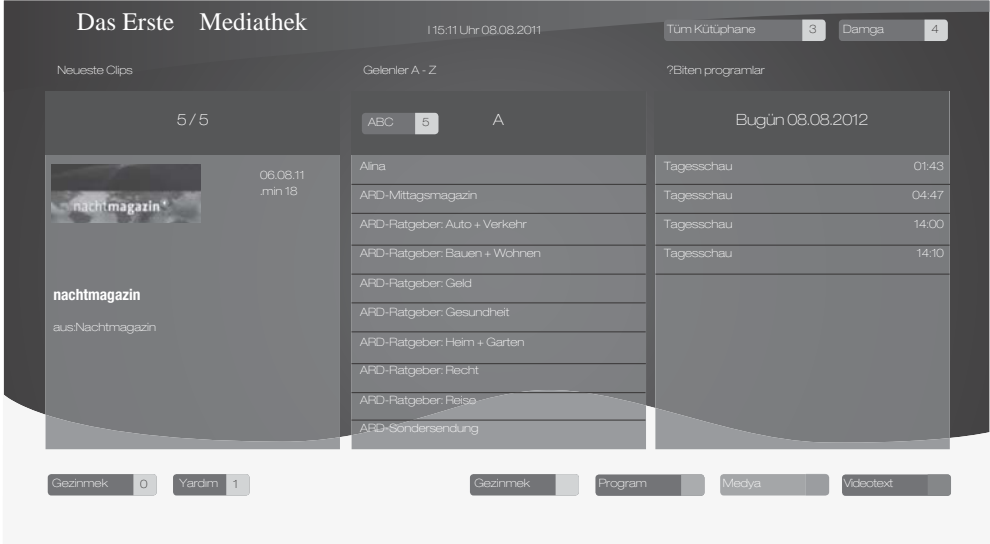 Das Erste Mediathek
I 15:11 Uhr 08.08.2011
Tüm Kütüphane 3
Damga 4
Neueste Clips
Gelenler A - Z
?Biten programlar
5 / 5
ABC 5
A
Bugün 08.08.2012
nachtmagazin
06.08.11
.min 18
nachtmagazin
aus:Nachtmagazin
Alina
ARD-Mittagsmagazin
ARD-Ratgeber: Auto + Verkehr
ARD-Ratgeber: Bauen + Wohnen
ARD-Ratgeber: Geld
ARD-Ratgeber: Gesundheit
ARD-Ratgeber: Heim + Garten
ARD-Ratgeber: Recht
ARD-Ratgeber: Reise
ARD-Sondersendung
Tagesschau 01:43
Tagesschau 04:47
Tagesschau 14:00
Tagesschau 14:10
Gezinmek 0
Yardım 1
Gezinmek
Program
Medya
Videotext